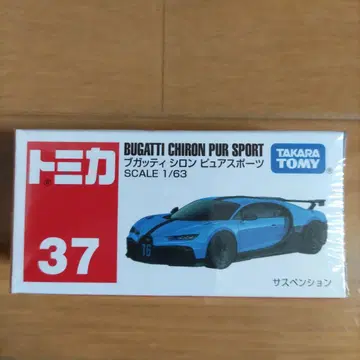 トミカ
37
BUGATTI CHIRON PUR SPORT
ブガッティ シロン ピュアスポーツ
SCALE 1/63
TAKARA
TOMY
16
サスペンション